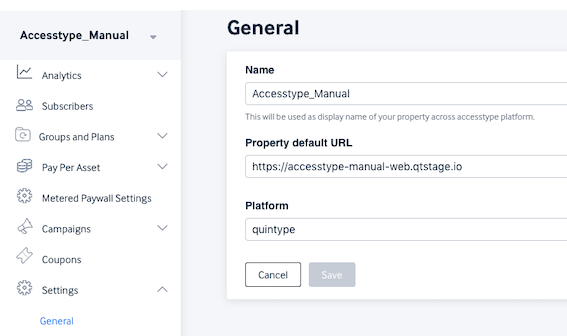 Accesstype_Manual
Analytics
Subscribers
Groups and Plans
Pay Per Asset
Metered Paywall Settings
Campaigns
Coupons
Settings
General
General
Name
Accesstype_Manual
This will be used as display name of your property across accesstype platform.
Property default URL
https://accesstype-manual-web.qtstage.io
Platform
quintype
Cancel
Save